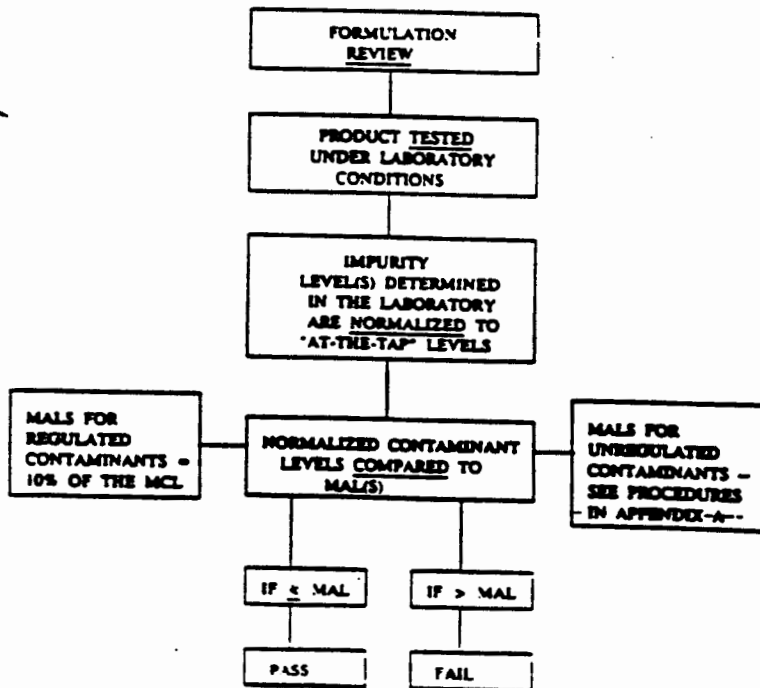 FORMULATION
REVIEW
PRODUCT TESTED
UNDER LABORATORY
CONDITIONS
IMPURITY
LEVEL(S) DETERMINED
IN THE LABORATORY
ARE NORMALIZED TO
"AT-THE-TAP" LEVELS
MALS FOR
REGULATED
CONTAMINANTS =
10% OF THE MCL
NORMALIZED CONTAMINANT
LEVELS COMPARED TO
MAL(S)
MALS FOR
UNREGULATED
CONTAMINANTS -
SEE PROCEDURES
IN APPENDIX-A--
IF ≤ MAL
IF > MAL
PASS
FAIL